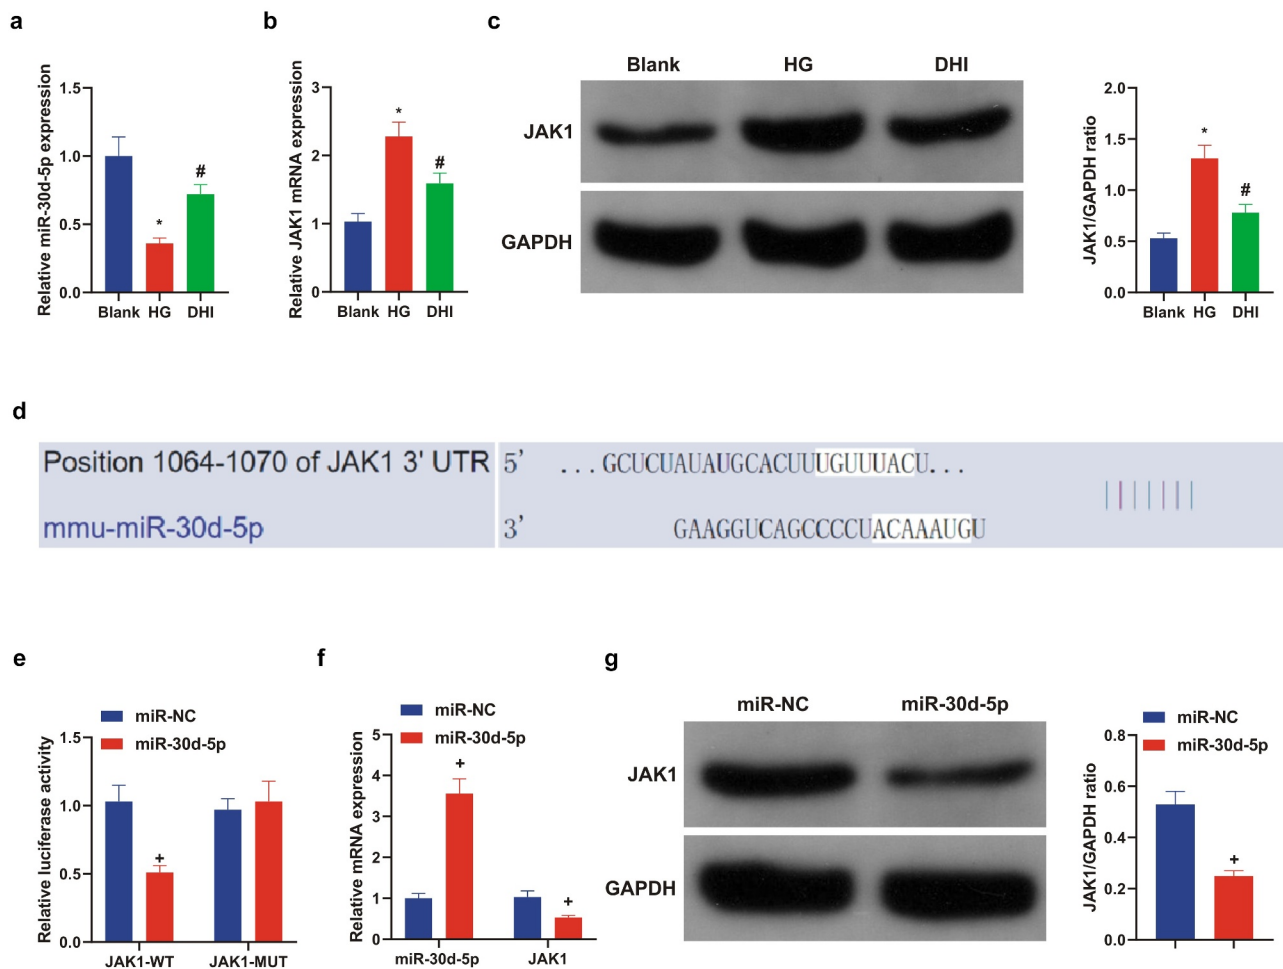 a
b
c
Relative miR-30d-5p expression
1.5
1.0
0.5
0.0
*
#
Blank HG DHI
Relative JAK1 mRNA expression
3
2
1
0
*
#
Blank HG DHI
Blank HG DHI
JAK1
GAPDH
JAK1/GAPDH ratio
2.0
1.5
1.0
0.5
0.0
*
#
Blank HG DHI
d
Position 1064-1070 of JAK1 3' UTR 5' ...GCUCUAUAUGCACUUUGUUUACU...
mmu-miR-30d-5p 3' GAAGGUCAGCCCCUACAAAUGU
e
f
g
miR-NC
miR-30d-5p
Relative luciferase activity
1.5
1.0
0.5
0.0
+
JAK1-WT JAK1-MUT
miR-NC
miR-30d-5p
Relative mRNA expression
5
4
3
2
1
0
+
+
miR-30d-5p JAK1
miR-NC miR-30d-5p
JAK1
GAPDH
miR-NC
miR-30d-5p
JAK1/GAPDH ratio
0.8
0.6
0.4
0.2
0.0
+